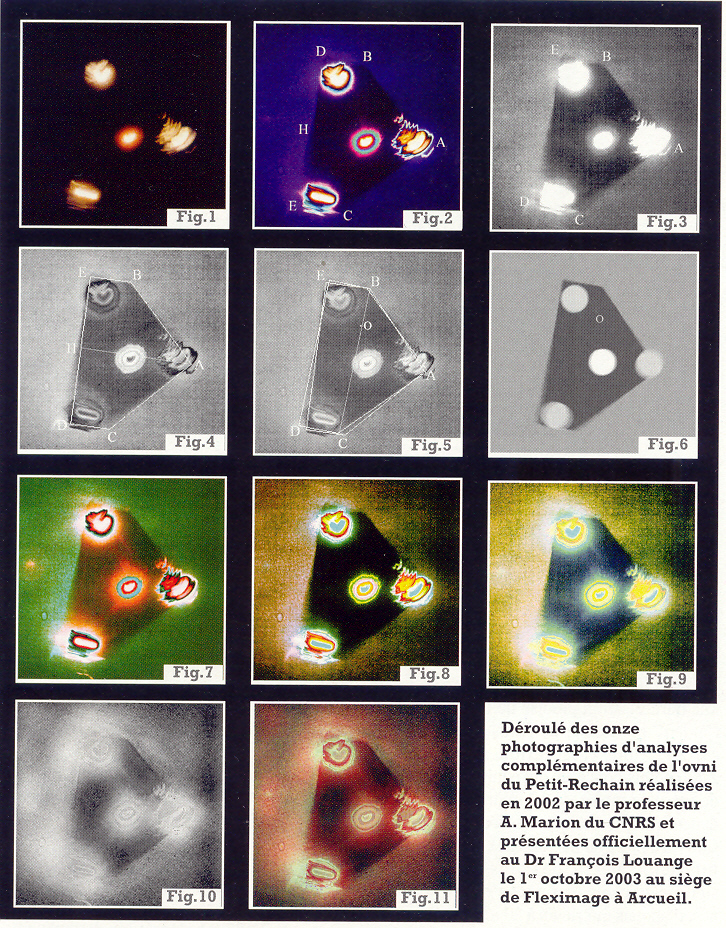 Fig.1
D
B
H
A
E
C
Fig.2
E
B
A
D
C
Fig.3
E
B
H
A
D
C
Fig.4
E
B
O
A
D
C
Fig.5
O
Fig.6
Fig.7
Fig.8
Fig.9
Fig.10
Fig.11
Déroulé des onze
photographies d'analyses
complémentaires de l'ovni
du Petit-Rechain réalisées
en 2002 par le professeur
A. Marion du CNRS et
présentées officiellement
au Dr François Louange
le 1er octobre 2003 au siège
de Fleximage à Arcueil.